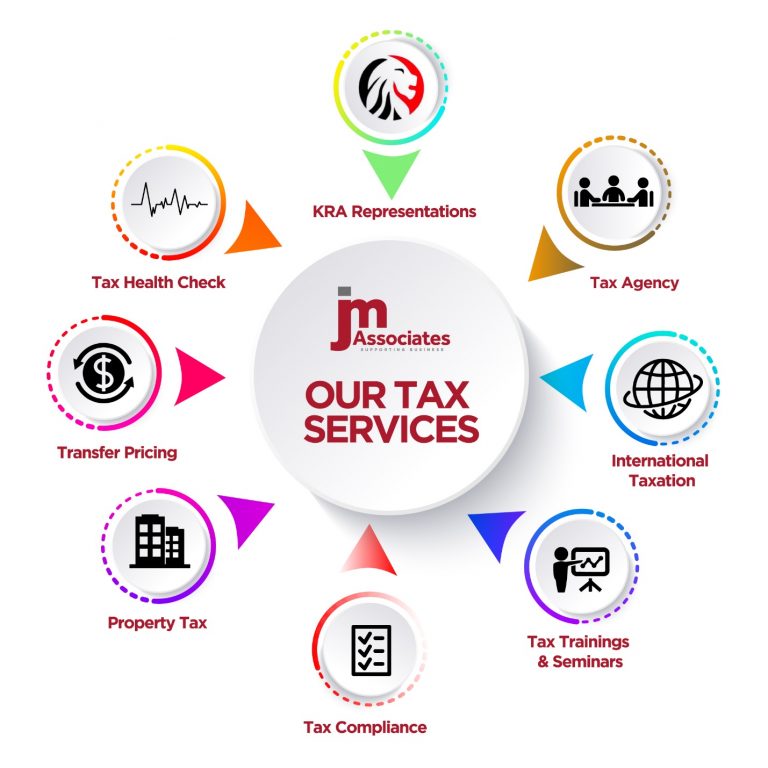 KRA Representations
Tax Health Check
Tax Agency
jm
Associates
SUPPORTING BUSINESS
OUR TAX
SERVICES
$
Transfer Pricing
International
Taxation
Property Tax
Tax Trainings
& Seminars
Tax Compliance